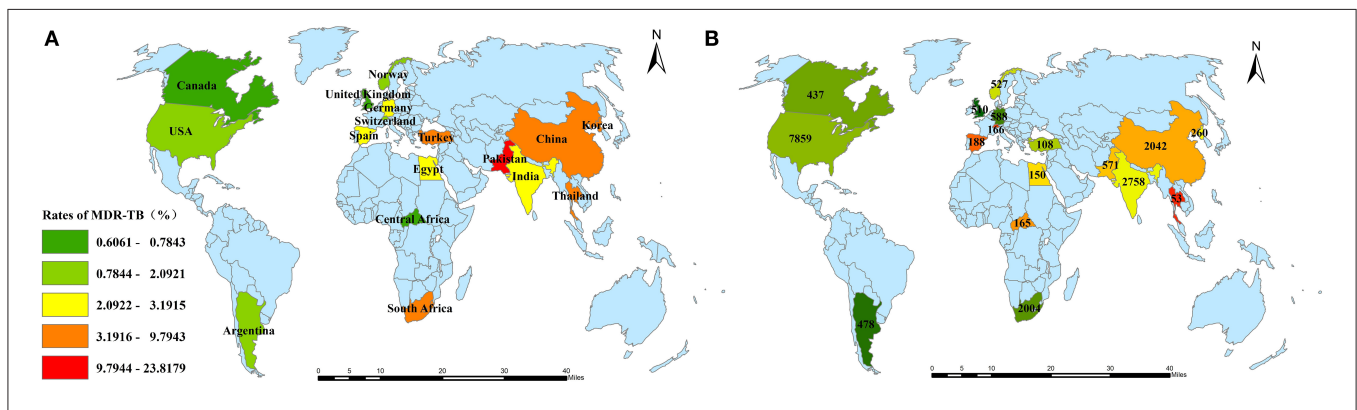 A
N
Canada
USA
Norway
United Kingdom
Germany
Switzerland
Spain
Turkey
China
Korea
Pakistan
Egypt
India
Thailand
Central Africa
South Africa
Argentina
Rates of MDR-TB（%）
0.6061 - 0.7843
0.7844 - 2.0921
2.0922 - 3.1915
3.1916 - 9.7943
9.7944 - 23.8179
0 5 10 20 30 40
Miles
B
N
437
7859
527
510
588
166
188
108
2042
260
571
150
2758
53
165
2004
478
0 5 10 20 30 40
Miles